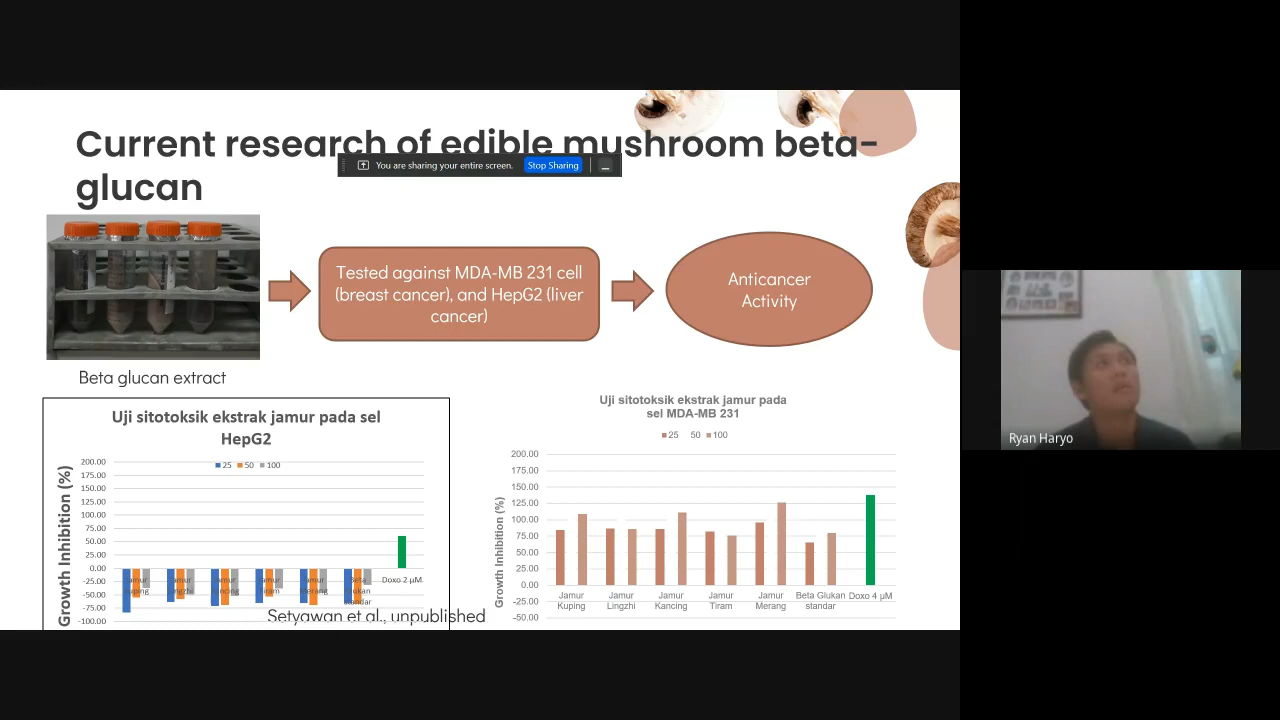 Current research of edible mushroom beta-
glucan
You are sharing your entire screen.
Stop Sharing
Tested against MDA-MB 231 cell
(breast cancer), and HepG2 (liver
cancer)
Anticancer
Activity
Beta glucan extract
Ryan Haryo
Uji sitotoksik ekstrak jamur pada sel
HepG2
25 50 100
Growth Inhibition (%)
200.00
175.00
150.00
125.00
100.00
75.00
50.00
25.00
0.00
-25.00
-50.00
-75.00
-100.00
Lingzhi
Tiram
Merang
Beta
Glukan
standar
Doxo 2 µM
Setyawan et al., unpublished
Uji sitotoksik ekstrak jamur pada
sel MDA-MB 231
25 50 100
Growth Inhibition (%)
200.00
175.00
150.00
125.00
100.00
75.00
50.00
25.00
0.00
-25.00
-50.00
Jamur
Kuping
Jamur
Lingzhi
Jamur
Kancing
Jamur
Tiram
Jamur
Merang
Beta Glukan
standar
Doxo 4 µM